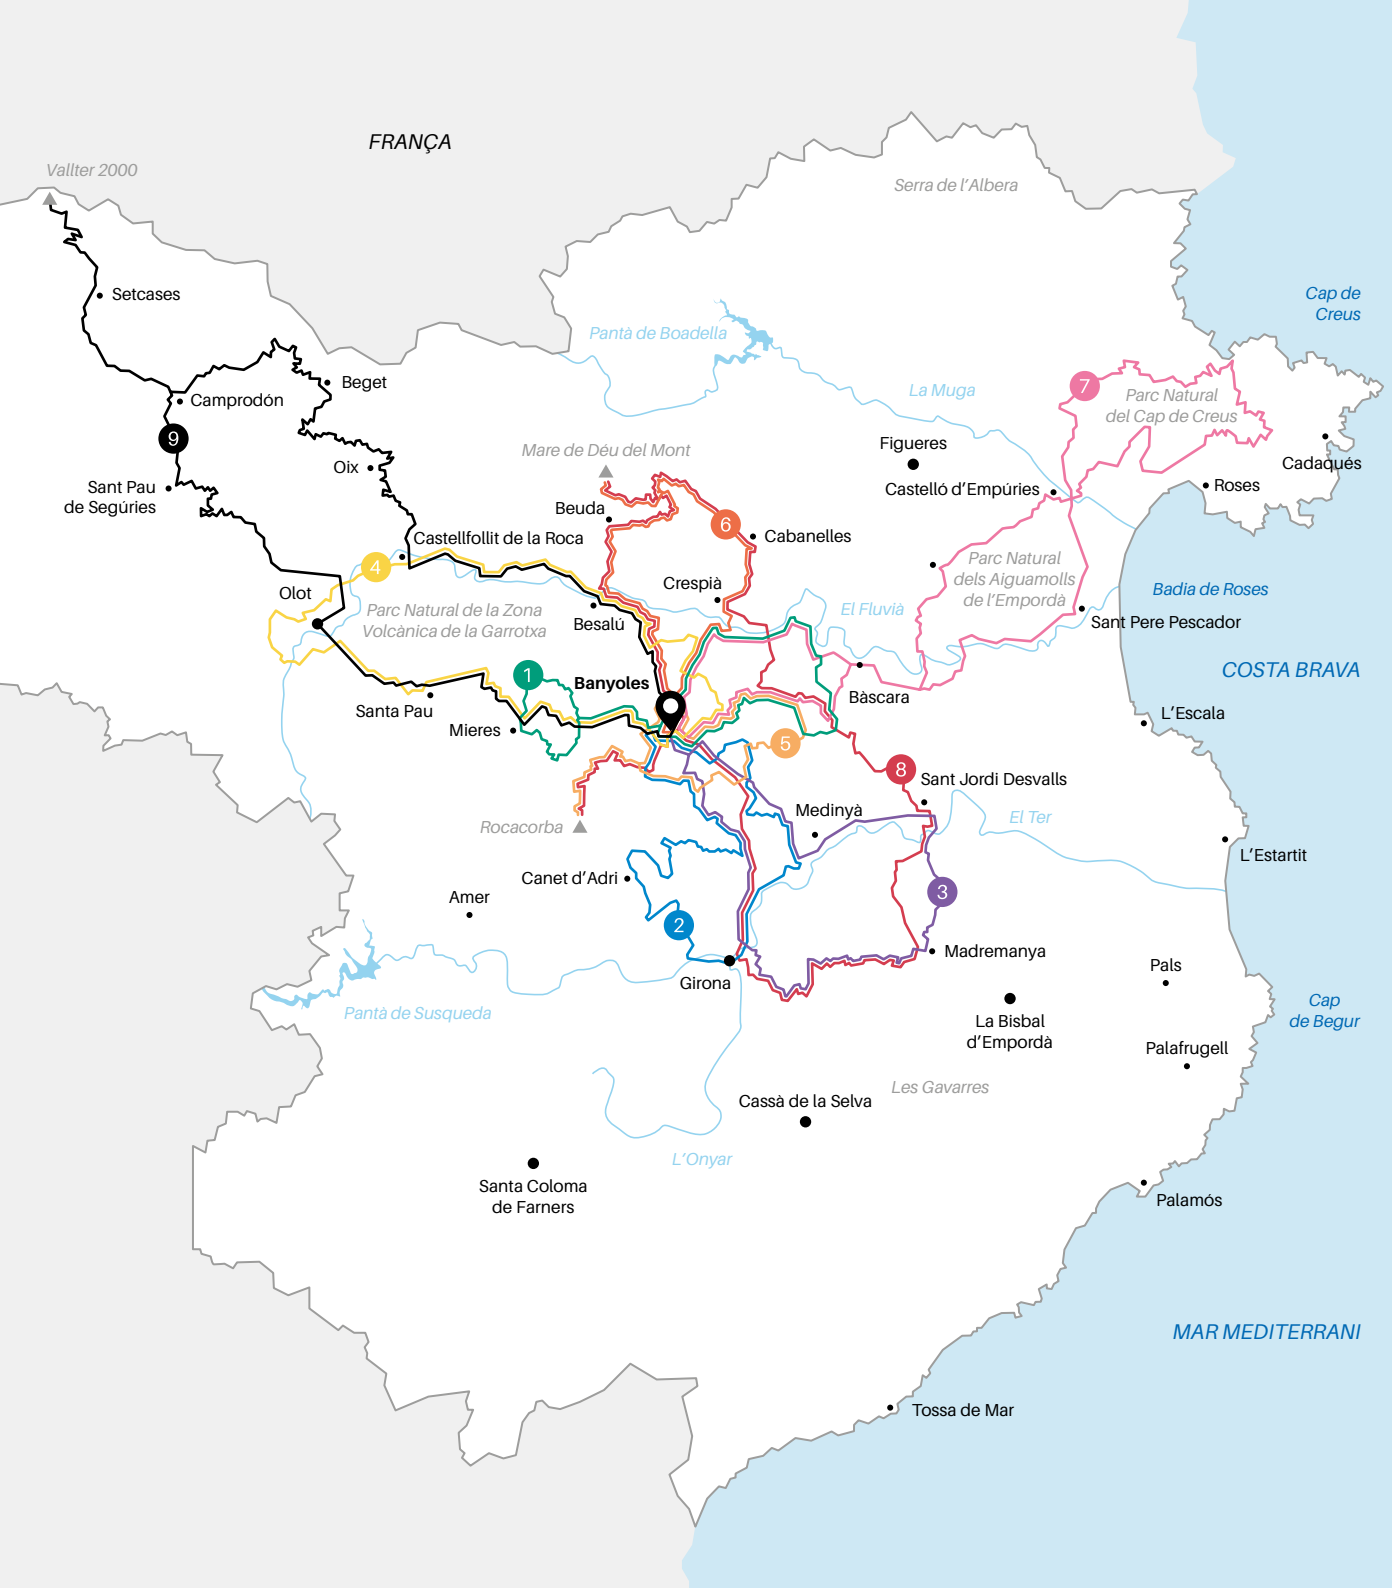 FRANÇA
Vallter 2000
Serra de l'Albera
Setcases
Cap de
Creus
Pantà de Boadella
Beget
La Muga
7
Parc Natural
del Cap de Creus
Camprodón
9
Figueres
Mare de Déu del Mont
Cadaqués
Oix
Castelló d'Empúries
Roses
Sant Pau
de Segúries
Beuda
6
Cabanelles
Castellfollit de la Roca
4
Parc Natural
dels Aiguamolls
de l'Empordà
Crespià
Badia de Roses
Olot
Parc Natural de la Zona
Volcànica de la Garrotxa
El Fluvià
Besalú
Sant Pere Pescador
COSTA BRAVA
1
Banyoles
Bàscara
Santa Pau
L'Escala
Mieres
5
8
Sant Jordi Desvalls
Medinyà
El Ter
Rocacorba
L'Estartit
Canet d'Adri
3
Amer
2
Madremanya
Pals
Girona
Pantà de Susqueda
La Bisbal
d'Empordà
Cap
de Begur
Palafrugell
Les Gavarres
Cassà de la Selva
L'Onyar
Santa Coloma
de Farners
Palamós
MAR MEDITERRANI
Tossa de Mar